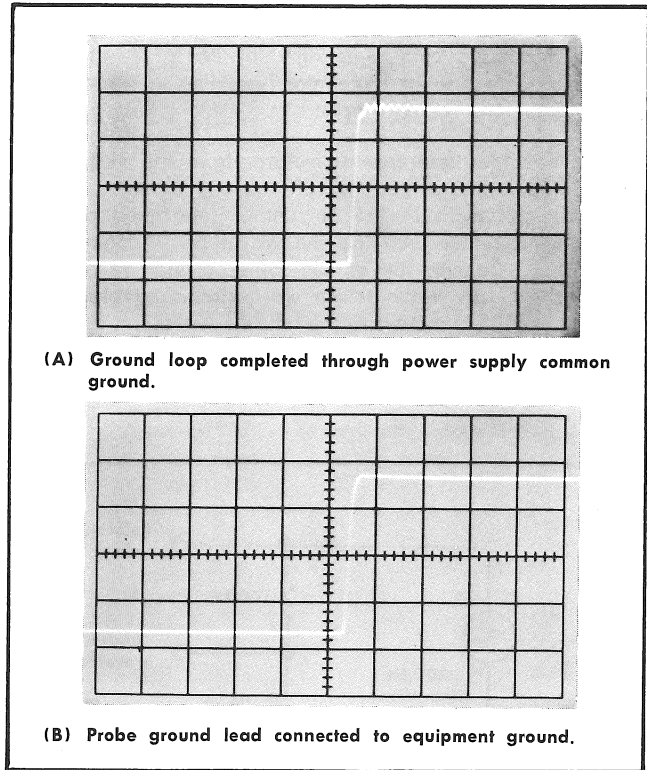 (A) Ground loop completed through power supply common
ground.
(B) Probe ground lead connected to equipment ground.